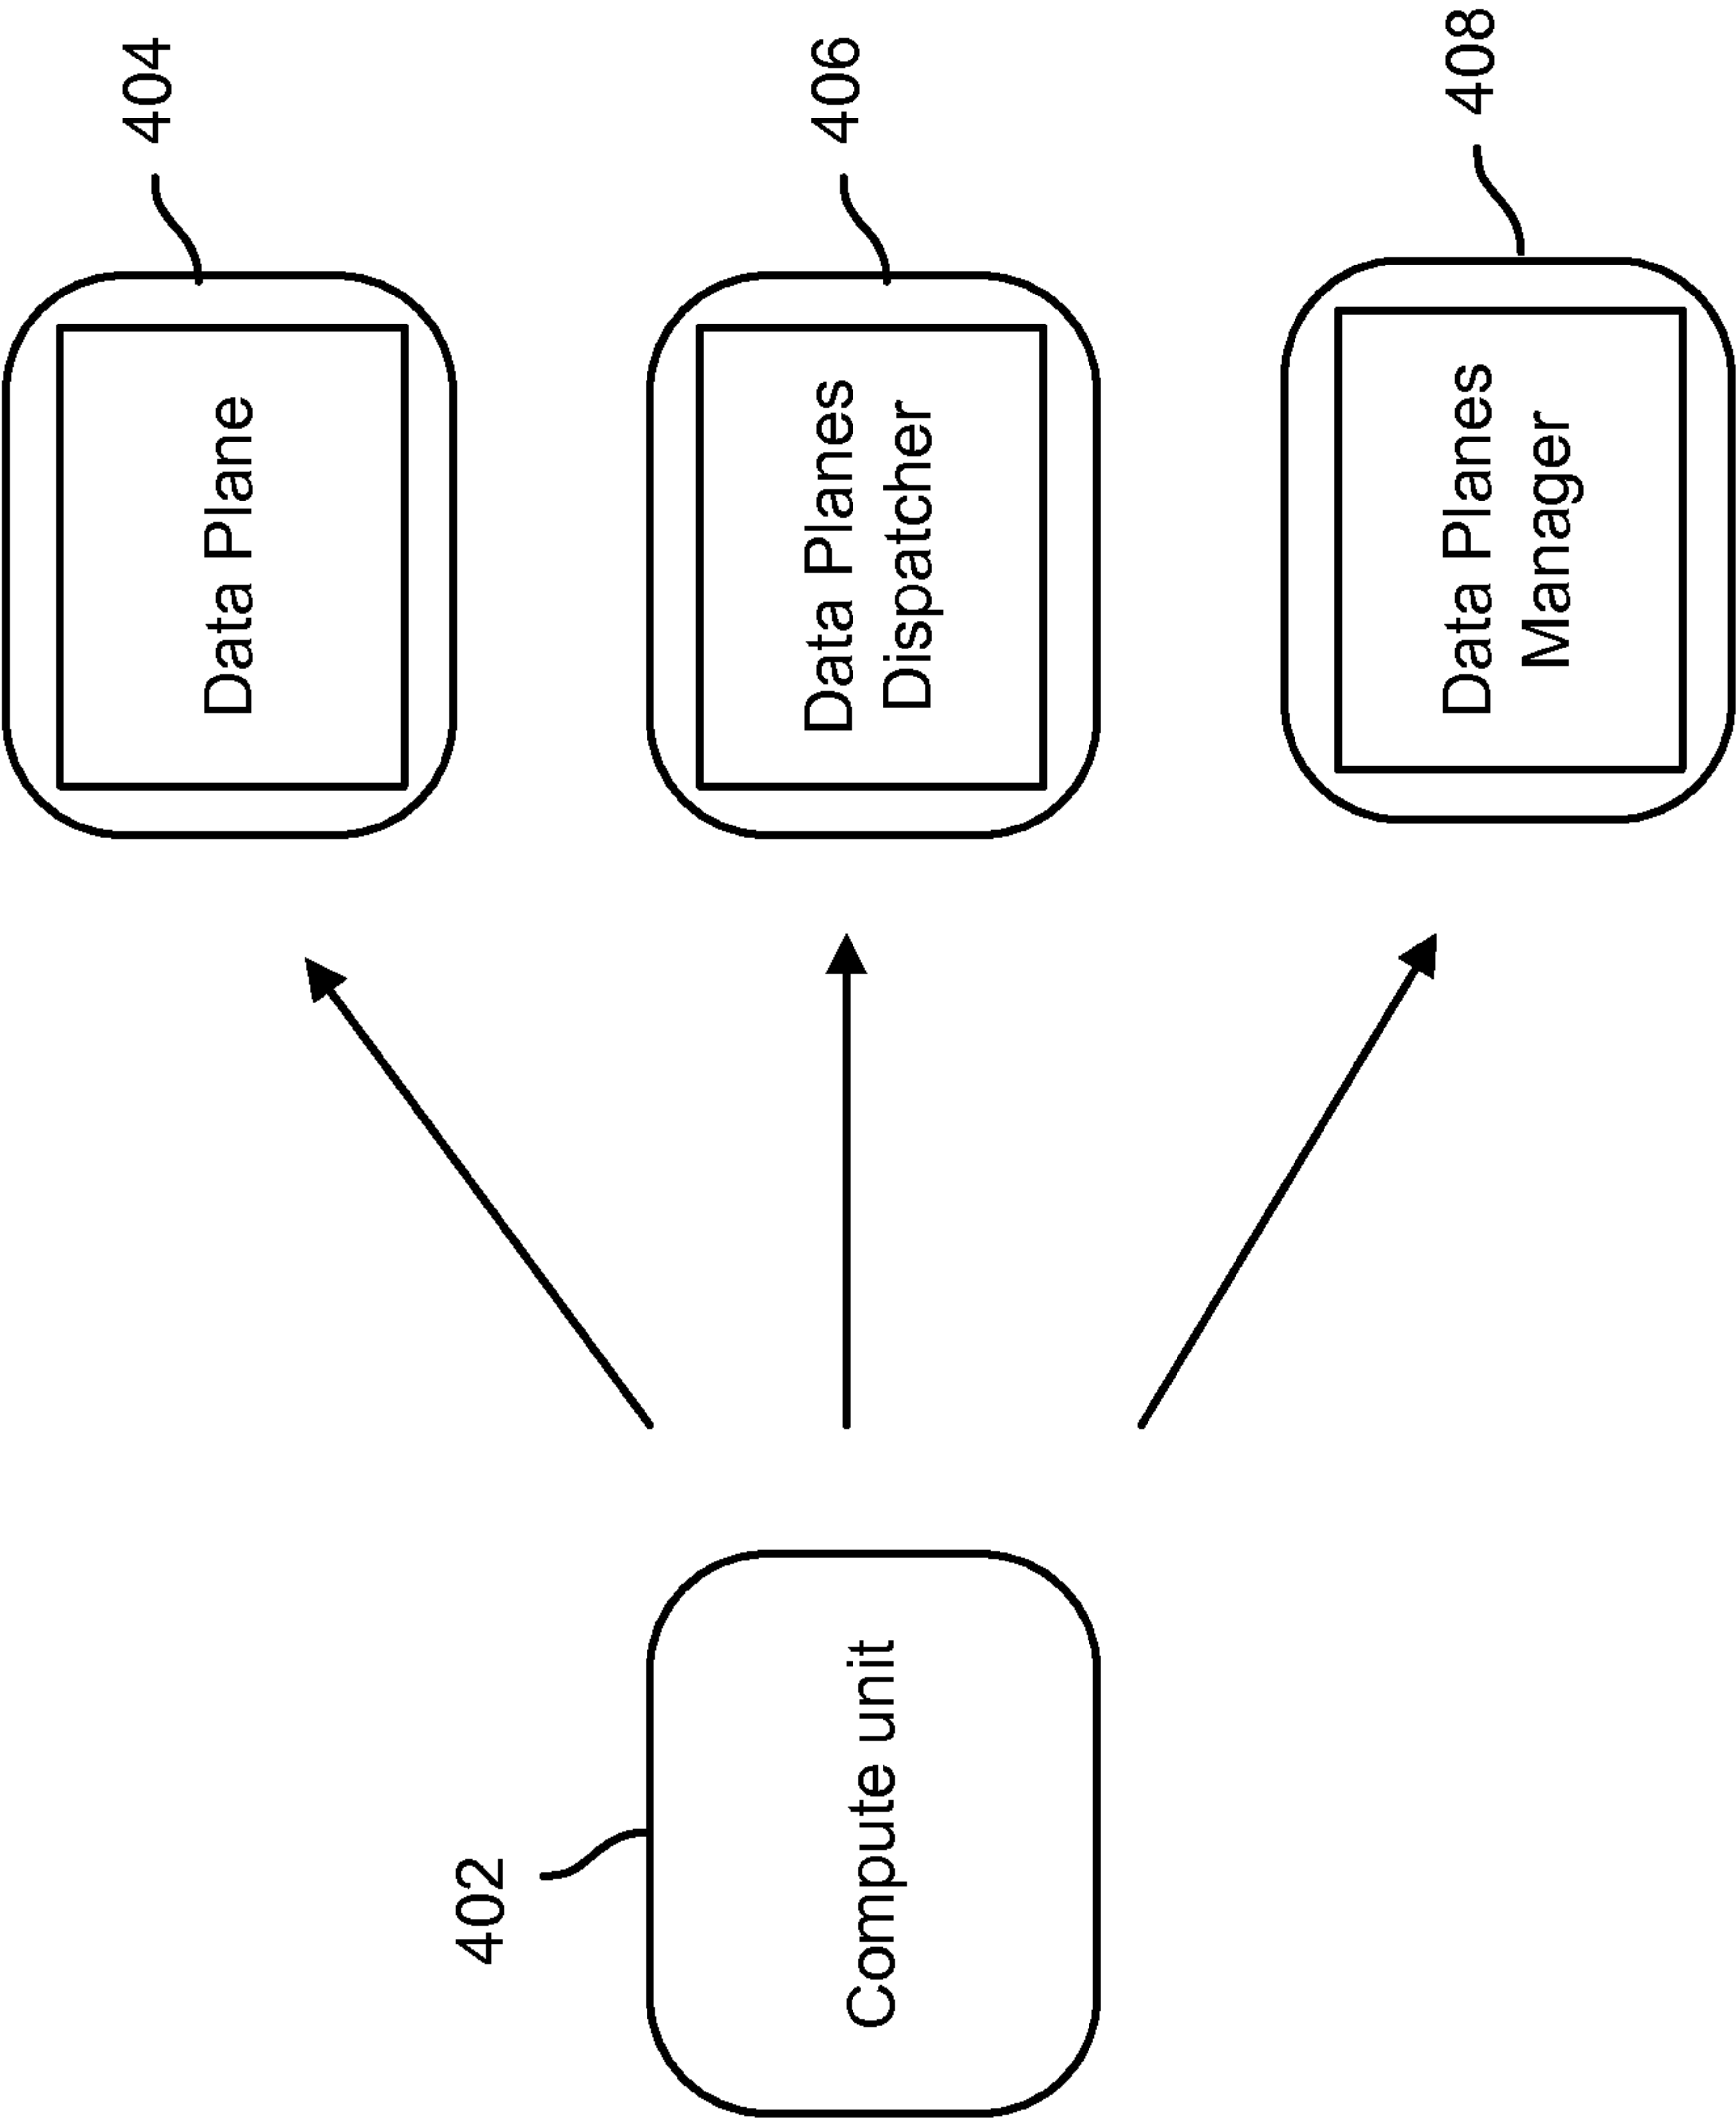 404
Data Plane
406
Data Planes
Dispatcher
408
Data Planes
Manager
402
Compute unit